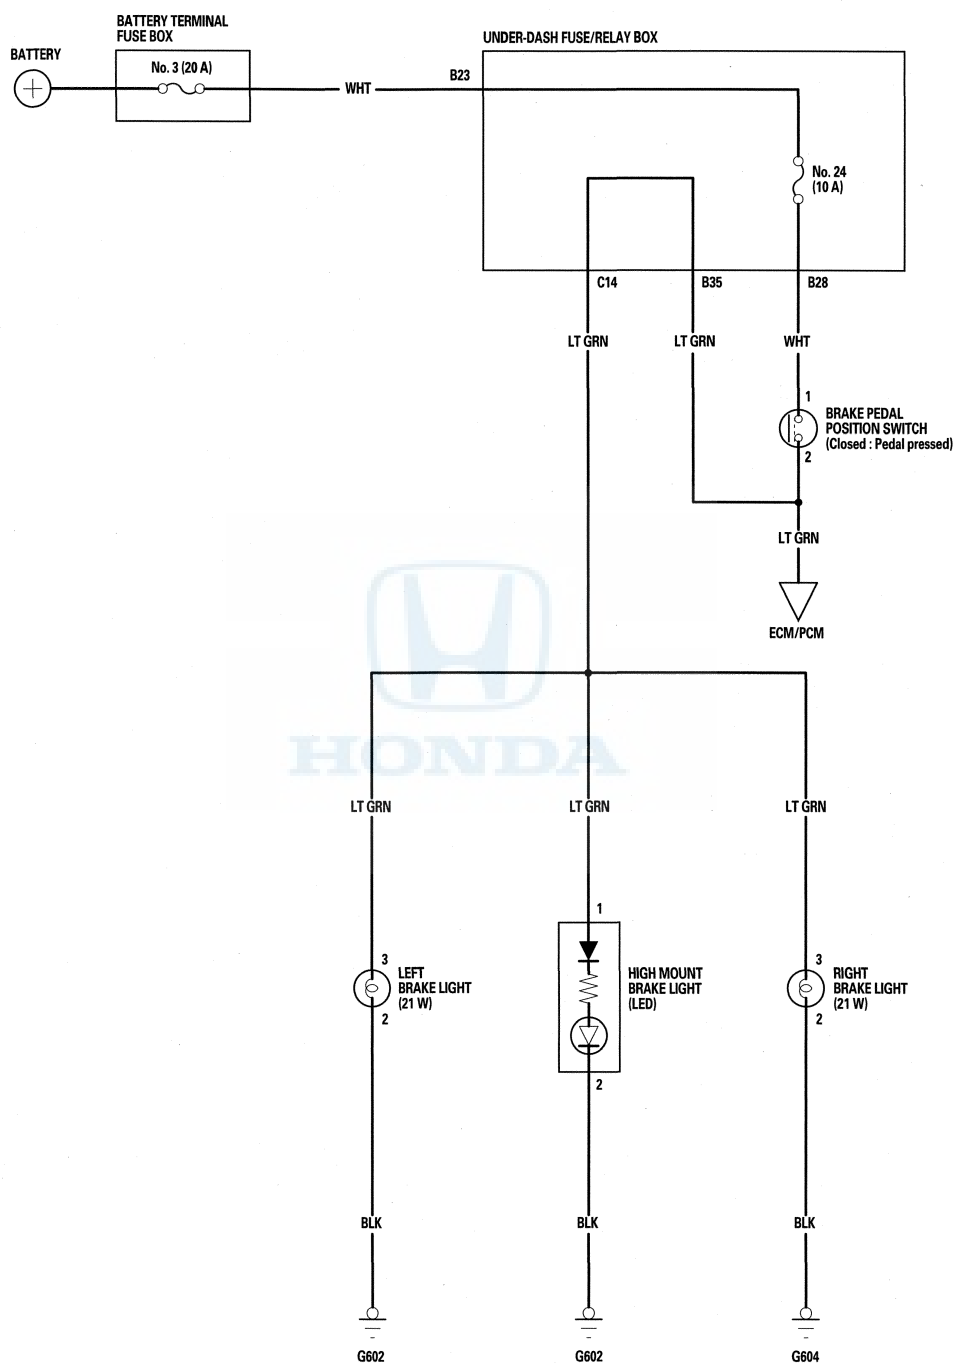 BATTERY TERMINAL
FUSE BOX
BATTERY
No. 3 (20 A)
UNDER-DASH FUSE/RELAY BOX
WHT
B23
No. 24
(10 A)
C14
B35
B28
LT GRN
LT GRN
WHT
1
BRAKE PEDAL
POSITION SWITCH
(Closed : Pedal pressed)
2
LT GRN
ECM/PCM
HONDA
LT GRN
LT GRN
LT GRN
1
3
LEFT
BRAKE LIGHT
(21 W)
2
HIGH MOUNT
BRAKE LIGHT
(LED)
2
3
RIGHT
BRAKE LIGHT
(21 W)
2
BLK
BLK
BLK
G602
G602
G604